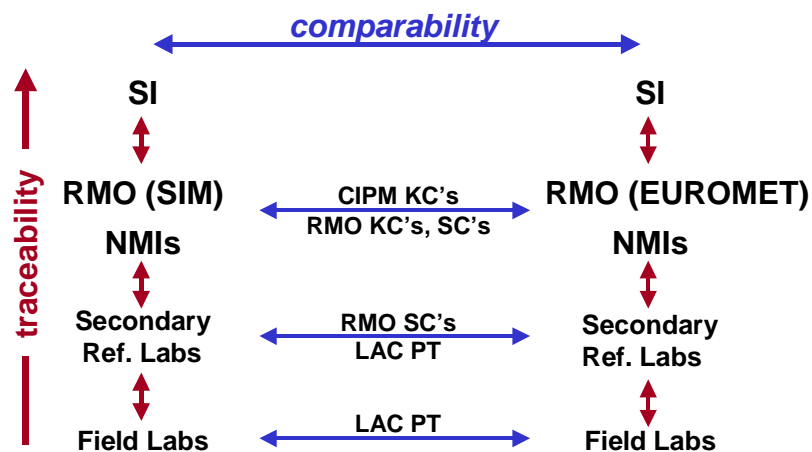 comparability
SI
SI
traceability
RMO (SIM)
CIPM KC's
RMO (EUROMET)
RMO KC's, SC's
NMIs
NMIs
Secondary
Ref. Labs
RMO SC's
LAC PT
Secondary
Ref. Labs
Field Labs
LAC PT
Field Labs